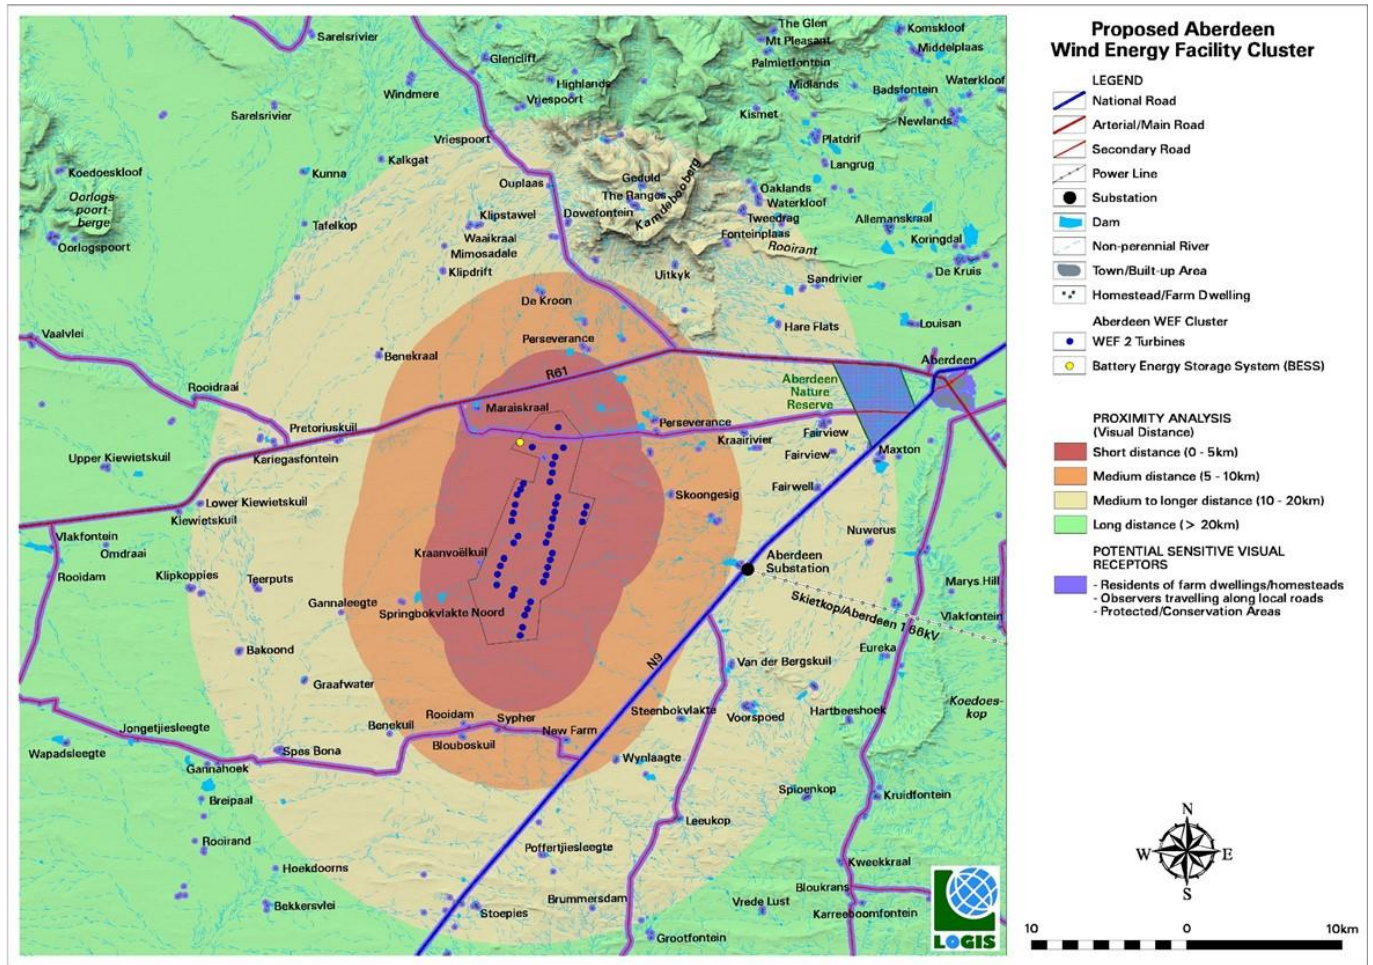 Proposed Aberdeen
Wind Energy Facility Cluster
LEGEND
National Road
Arterial/Main Road
Secondary Road
Power Line
Substation
Dam
Non-perennial River
Town/Built-up Area
Homestead/Farm Dwelling
Aberdeen WEF Cluster
WEF 2 Turbines
Battery Energy Storage System (BESS)
PROXIMITY ANALYSIS
(Visual Distance)
Short distance (0 - 5km)
Medium distance (5 - 10km)
Medium to longer distance (10 - 20km)
Long distance (> 20km)
POTENTIAL SENSITIVE VISUAL
RECEPTORS
- Residents of farm dwellings/homesteads
- Observers travelling along local roads
- Protected/Conservation Areas
N
W E
S
10 0 10km
LOGIS
Sarelsrivier
Glencliff
The Glen
Mt Pleasant
Palmietfontein
Komskloof
Middelplaas
Windmere
Highlands
Vriespoort
Midlands
Badsfontein
Waterkloof
Sarelsrivier
Kismet
Newlands
Vriespoort
Platdrif
Kalkgat
Langrug
Koedoeskloof
Kunna
Ouplaas
Geduld
The Ranges
Kamdebooberg
Oaklands
Waterkloof
Oorlogs-
poort-
berge
Tafelkop
Klipstawel
Dowefontein
Tweedrag
Allemanskraal
Waaikraal
Fonteinplaas
Koringdal
Oorlogspoort
Mimosadale
Rooirant
Klipdrift
Uitkyk
Sandrivier
De Kruis
De Kroon
Hare Flats
Louisan
Vaalvlei
Perseverance
Benekraal
Aberdeen
R61
Rooidraai
Aberdeen
Nature
Reserve
Maraiskraal
Pretoriuskuil
Perseverance
Kraairivier
Fairview
Kariegasfontein
Fairview
Maxton
Upper Kiewietskuil
Lower Kiewietskuil
Skoongesig
Fairwell
Kiewietskuil
Nuwerus
Vlakfontein
Omdraai
Kraanvoëlkuil
Aberdeen
Substation
Rooidam
Klipkoppies
Teerputs
Marys Hill
Gannaleegte
Springbokvlakte Noord
Skietkop/Aberdeen 1 66kV
Vlakfontein
Bakoond
N9
Van der Bergskuil
Eureka
Graafwater
Koedoes-
kop
Jongetjiesleegte
Benekuil
Rooidam
Sypher
Steenbokvlakte
Voorspoed
Hartbeeshoek
Wapadsleegte
Spes Bona
Blouboskuil
New Farm
Gannahoek
Wynlaagte
Breipaal
Spioenkop
Kruidfontein
Rooirand
Leeukop
Poffertjiesleegte
Hoekdoorns
Kweekkraal
Bekkersvlei
Stoepies
Brummersdam
Vrede Lust
Bloukrans
Karreeboomfontein
Grootfontein